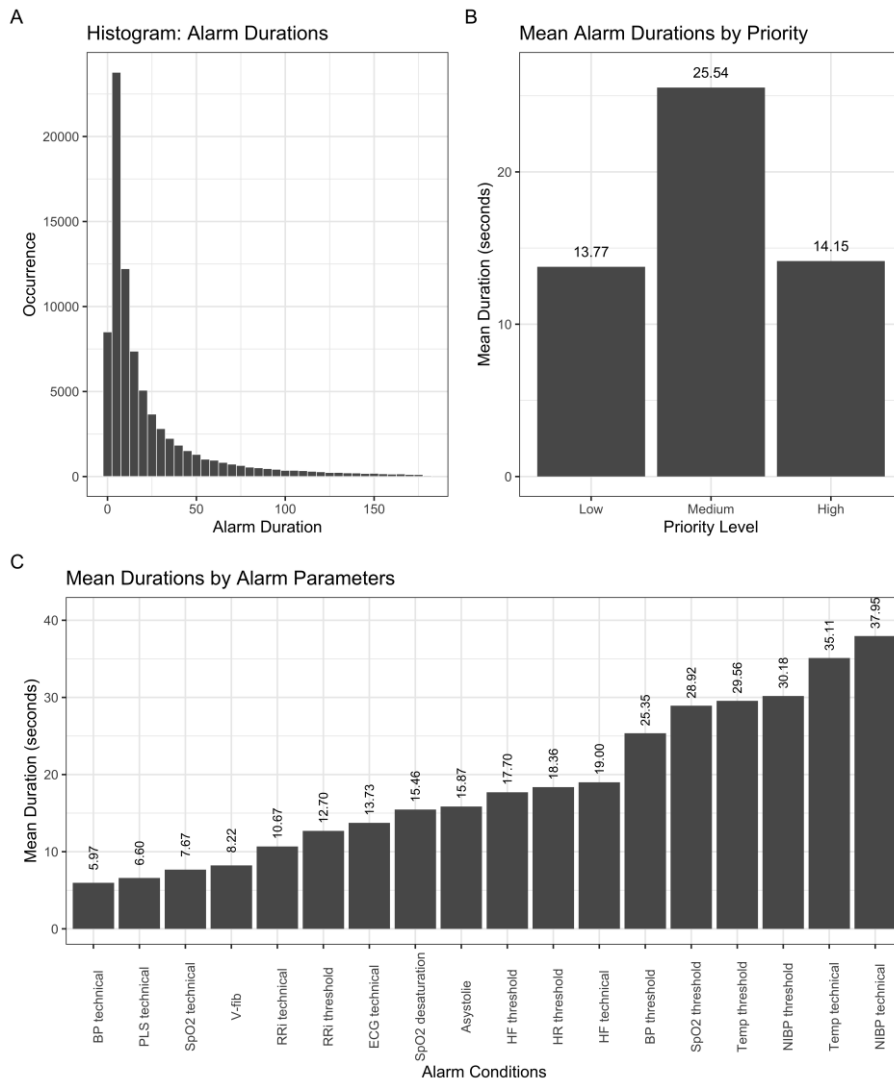 A
Histogram: Alarm Durations
Occurrence
20000
15000
10000
5000
0
0 50 100 150
Alarm Duration
B
Mean Alarm Durations by Priority
Mean Duration (seconds)
20
10
0
13.77
25.54
14.15
Low Medium High
Priority Level
C
Mean Durations by Alarm Parameters
Mean Duration (seconds)
40
30
20
10
0
5.97
6.60
7.67
8.22
10.67
12.70
13.73
15.46
15.87
17.70
18.36
19.00
25.35
28.92
29.56
30.18
35.11
37.95
BP technical
PLS technical
SpO2 technical
V-fib
RRi technical
RRi threshold
ECG technical
SpO2 desaturation
Asystolie
HF threshold
HR threshold
HF technical
BP threshold
SpO2 threshold
Temp threshold
NIBP threshold
Temp technical
NIBP technical
Alarm Conditions